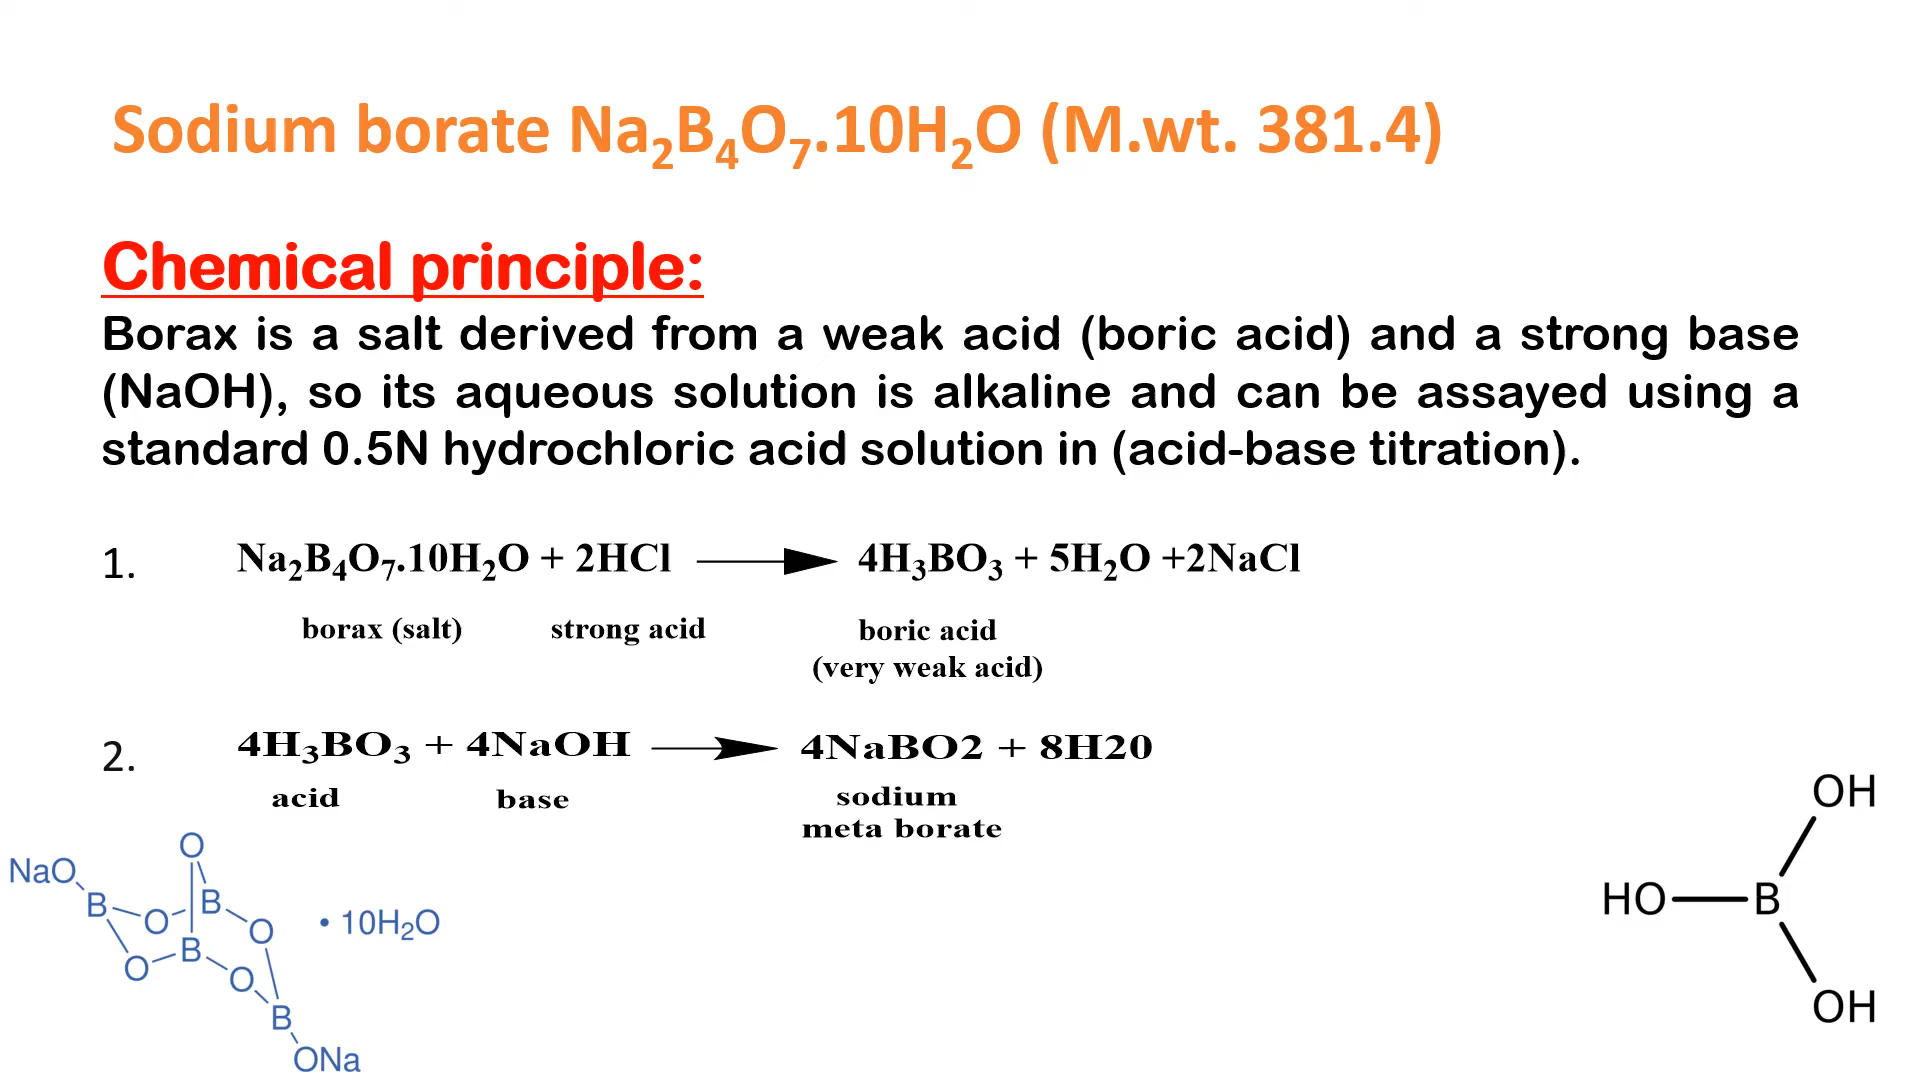 Sodium borate Na₂B₄O₇.10H₂O (M.wt. 381.4)
Chemical principle:
Borax is a salt derived from a weak acid (boric acid) and a strong base
(NaOH), so its aqueous solution is alkaline and can be assayed using a
standard 0.5N hydrochloric acid solution in (acid-base titration).
1. Na₂B₄O₇.10H₂O + 2HCl ⟶ 4H₃BO₃ + 5H₂O +2NaCl
borax (salt) strong acid boric acid
(very weak acid)
2. 4H₃BO₃ + 4NaOH ⟶ 4NaBO2 + 8H20
acid base sodium
meta borate
O
NaO
B O B
O • 10H₂O
O B
O
B
ONa
OH
HO B
OH